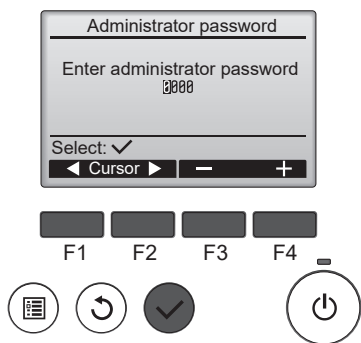 Administrator password
Enter administrator password
0000
Select: ✓
◀ Cursor ▶ − +
F1 F2 F3 F4